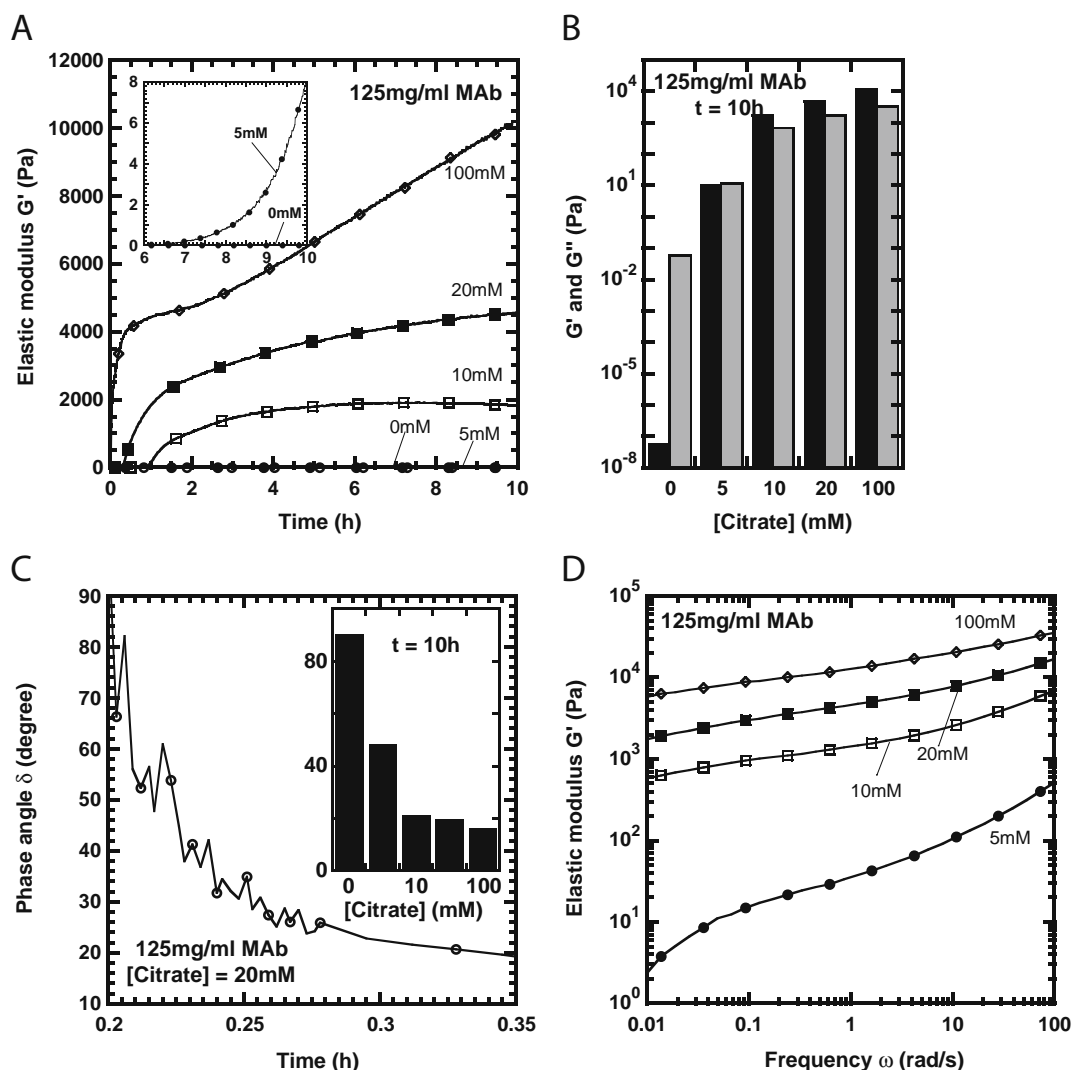 A
12000
10000
8000
6000
4000
2000
0
Elastic modulus G' (Pa)
125mg/ml MAb
8
6
4
2
0
5mM
0mM
6 7 8 9 10
100mM
20mM
10mM
0mM
5mM
0 2 4 6 8 10
Time (h)
B
125mg/ml MAb
t = 10h
10^4
10^1
10^-2
10^-5
10^-8
G' and G'' (Pa)
0 5 10 20 100
[Citrate] (mM)
C
90
80
70
60
50
40
30
20
10
Phase angle δ (degree)
t = 10h
80
40
0
0 10 100
[Citrate] (mM)
125mg/ml MAb
[Citrate] = 20mM
0.2 0.25 0.3 0.35
Time (h)
D
10^5
10^4
10^3
10^2
10^1
10^0
Elastic modulus G' (Pa)
125mg/ml MAb
100mM
20mM
10mM
5mM
0.01 0.1 1 10 100
Frequency ω (rad/s)